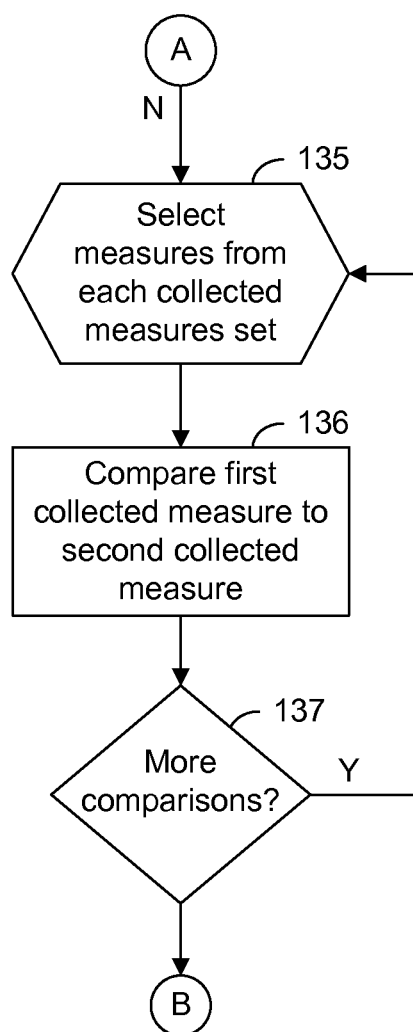 A
N
135
Select
measures from
each collected
measures set
136
Compare first
collected measure to
second collected
measure
137
More
comparisons?
Y
B